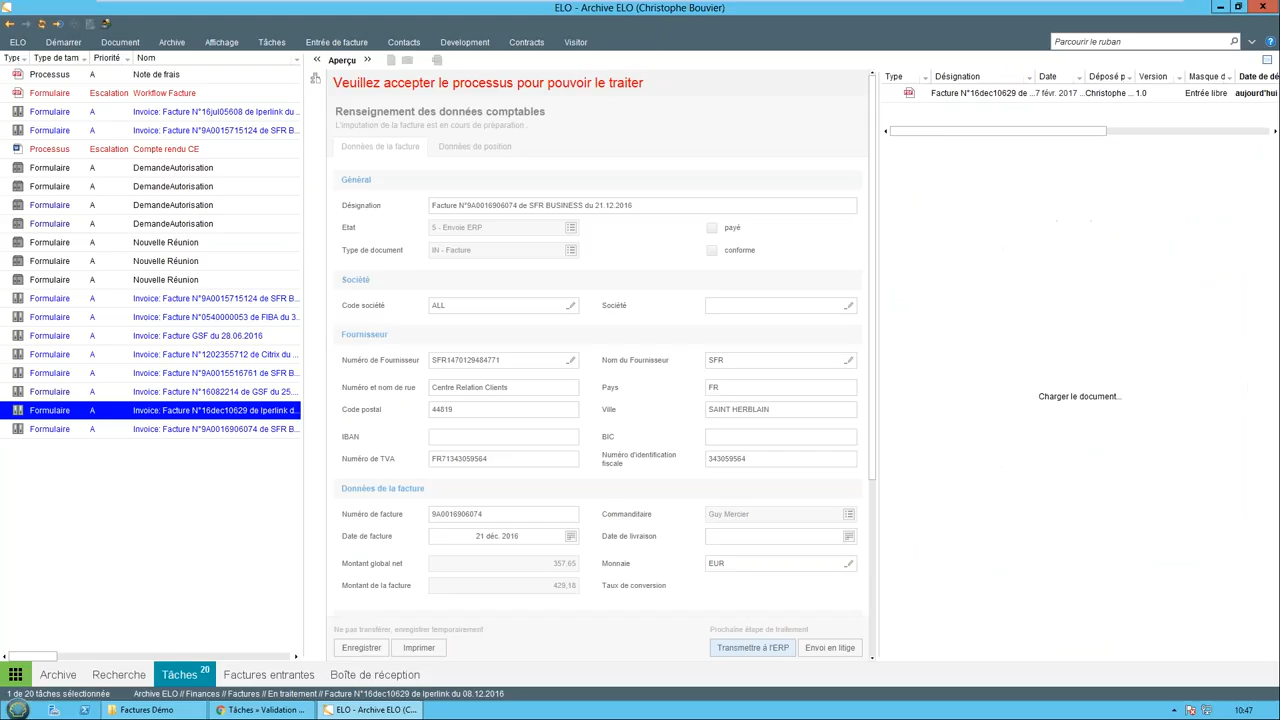 ELO - Archive ELO (Christophe Bouvier)
ELO Démarrer Document Archive Affichage Tâches Entrée de facture Contacts Development Contracts Visitor
Parcourir le ruban
Type Type de tam Priorité Nom
Processus A Note de frais
Formulaire Escalation Workflow Facture
Formulaire A Invoice: Facture N°16jul05608 de Iperlink du ...
Formulaire A Invoice: Facture N°9A0015715124 de SFR B...
Processus Escalation Compte rendu CE
Formulaire A DemandeAutorisation
Formulaire A DemandeAutorisation
Formulaire A DemandeAutorisation
Formulaire A DemandeAutorisation
Formulaire A Nouvelle Réunion
Formulaire A Nouvelle Réunion
Formulaire A Nouvelle Réunion
Formulaire A Invoice: Facture N°9A0015715124 de SFR B...
Formulaire A Invoice: Facture N°0540000053 de FIBA du 3...
Formulaire A Invoice: Facture GSF du 28.06.2016
Formulaire A Invoice: Facture N°1202355712 de Citrix du ...
Formulaire A Invoice: Facture N°9A0015516761 de SFR B...
Formulaire A Invoice: Facture N°16082214 de GSF du 25....
Formulaire A Invoice: Facture N°16dec10629 de Iperlink d...
Formulaire A Invoice: Facture N°9A0016906074 de SFR B...
« Aperçu »
Veuillez accepter le processus pour pouvoir le traiter
Renseignement des données comptables
L'imputation de la facture est en cours de préparation .
Données de la facture Données de position
Général
Désignation Facture N°9A0016906074 de SFR BUSINESS du 21.12.2016
Etat 5 - Envoie ERP payé
Type de document IN - Facture conforme
Société
Code société ALL Société
Fournisseur
Numéro de Fournisseur SFR1470129484771 Nom du Fournisseur SFR
Numéro et nom de rue Centre Relation Clients Pays FR
Code postal 44819 Ville SAINT HERBLAIN
IBAN BIC
Numéro de TVA FR71343059564 Numéro d'identification fiscale 343059564
Données de la facture
Numéro de facture 9A0016906074 Commanditaire Guy Mercier
Date de facture 21 déc. 2016 Date de livraison
Montant global net 357,65 Monnaie EUR
Montant de la facture 429,18 Taux de conversion
Ne pas transférer, enregistrer temporairement Prochaine étape de traitement
Enregistrer Imprimer Transmettre à l'ERP Envoi en litige
Type Désignation Date Déposé p Version Masque d Date de dé
Facture N°16dec10629 de ... 7 févr. 2017 ... Christophe ... 1.0 Entrée libre aujourd'hui
Charger le document...
Archive Recherche Tâches 20 Factures entrantes Boîte de réception
1 de 20 tâches sélectionnée Archive ELO // Finances // Factures // En traitement // Facture N°16dec10629 de Iperlink du 08.12.2016
Factures Démo Tâches » Validation ... ELO - Archive ELO (C... 10:47